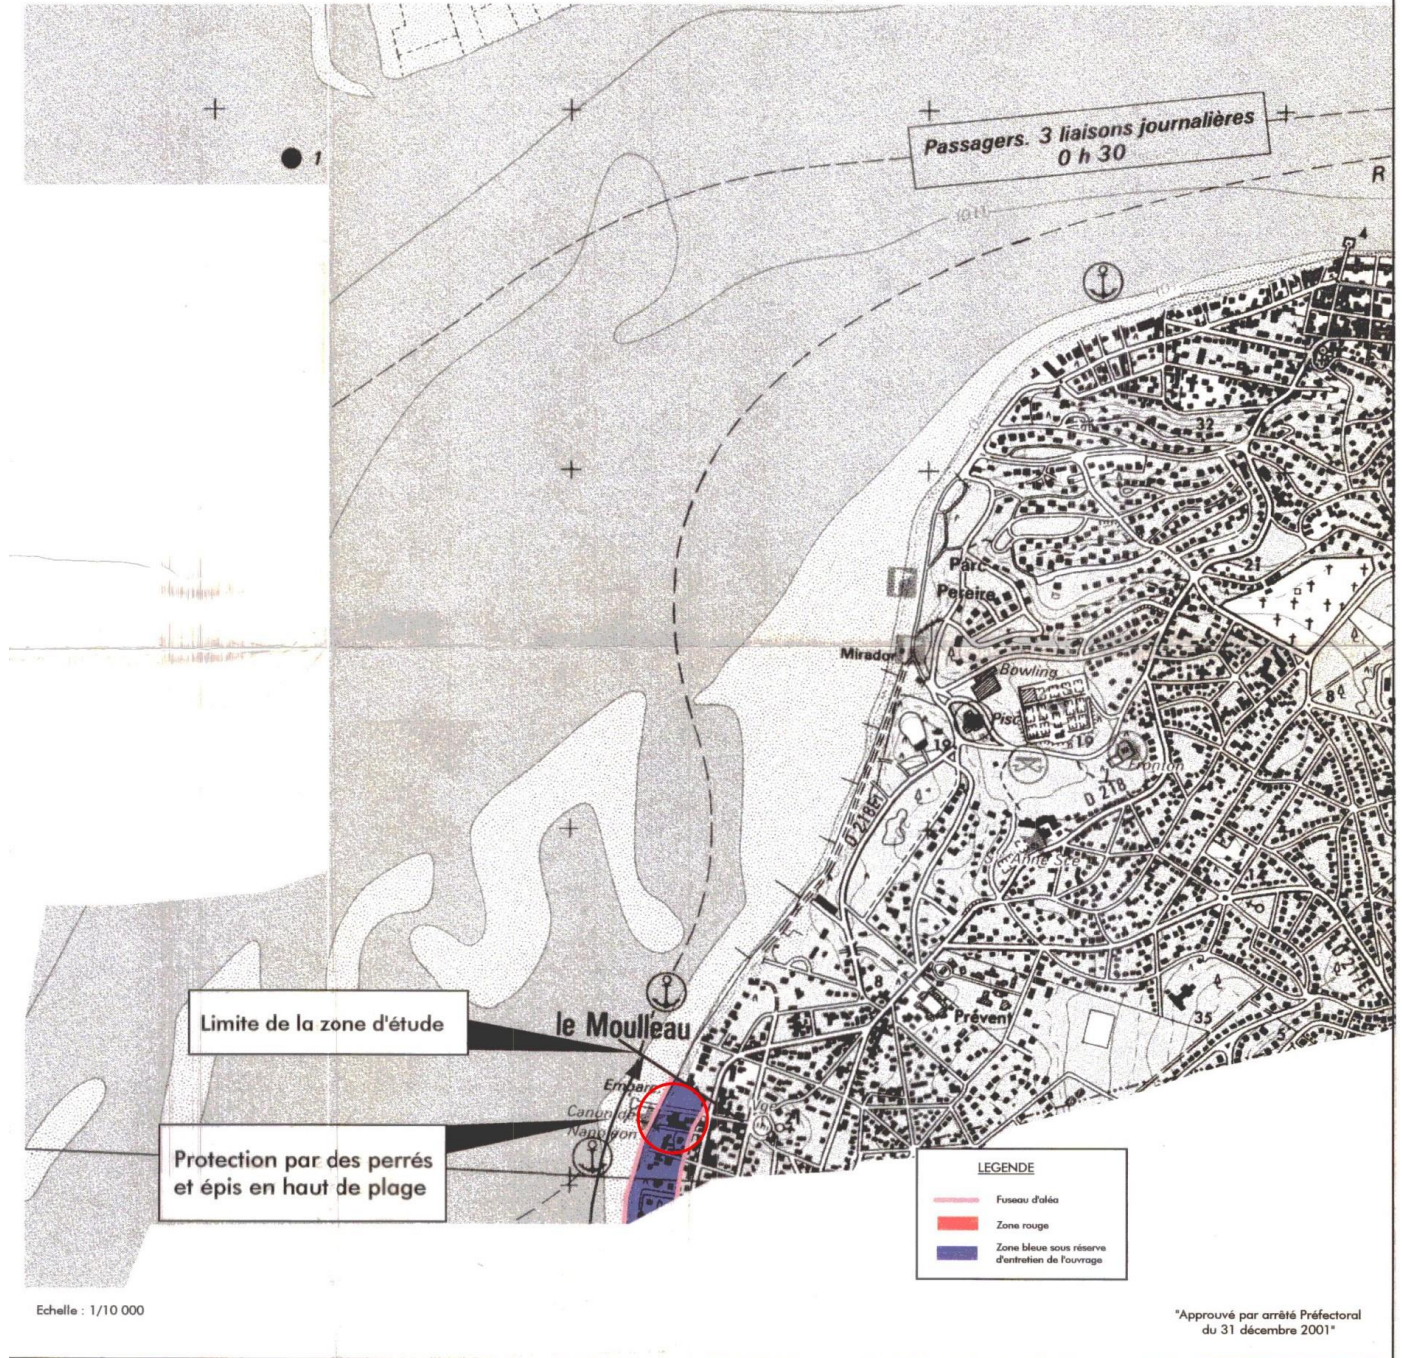 1
Passagers. 3 liaisons journalières
0 h 30
R
4
32
21
Parc
Pereire
Mirador
Bowling
Pisc
8
19
19
Fronton
D 218
D 218E1
Ste Anne
8
Prévent
35
5
Limite de la zone d'étude
le Moulleau
Embarc
Canon de
Napoléon
Protection par des perrés
et épis en haut de plage
LEGENDE
Fuseau d'aléa
Zone rouge
Zone bleue sous réserve
d'entretien de l'ouvrage
Echelle : 1/10 000
"Approuvé par arrêté Préfectoral
du 31 décembre 2001"